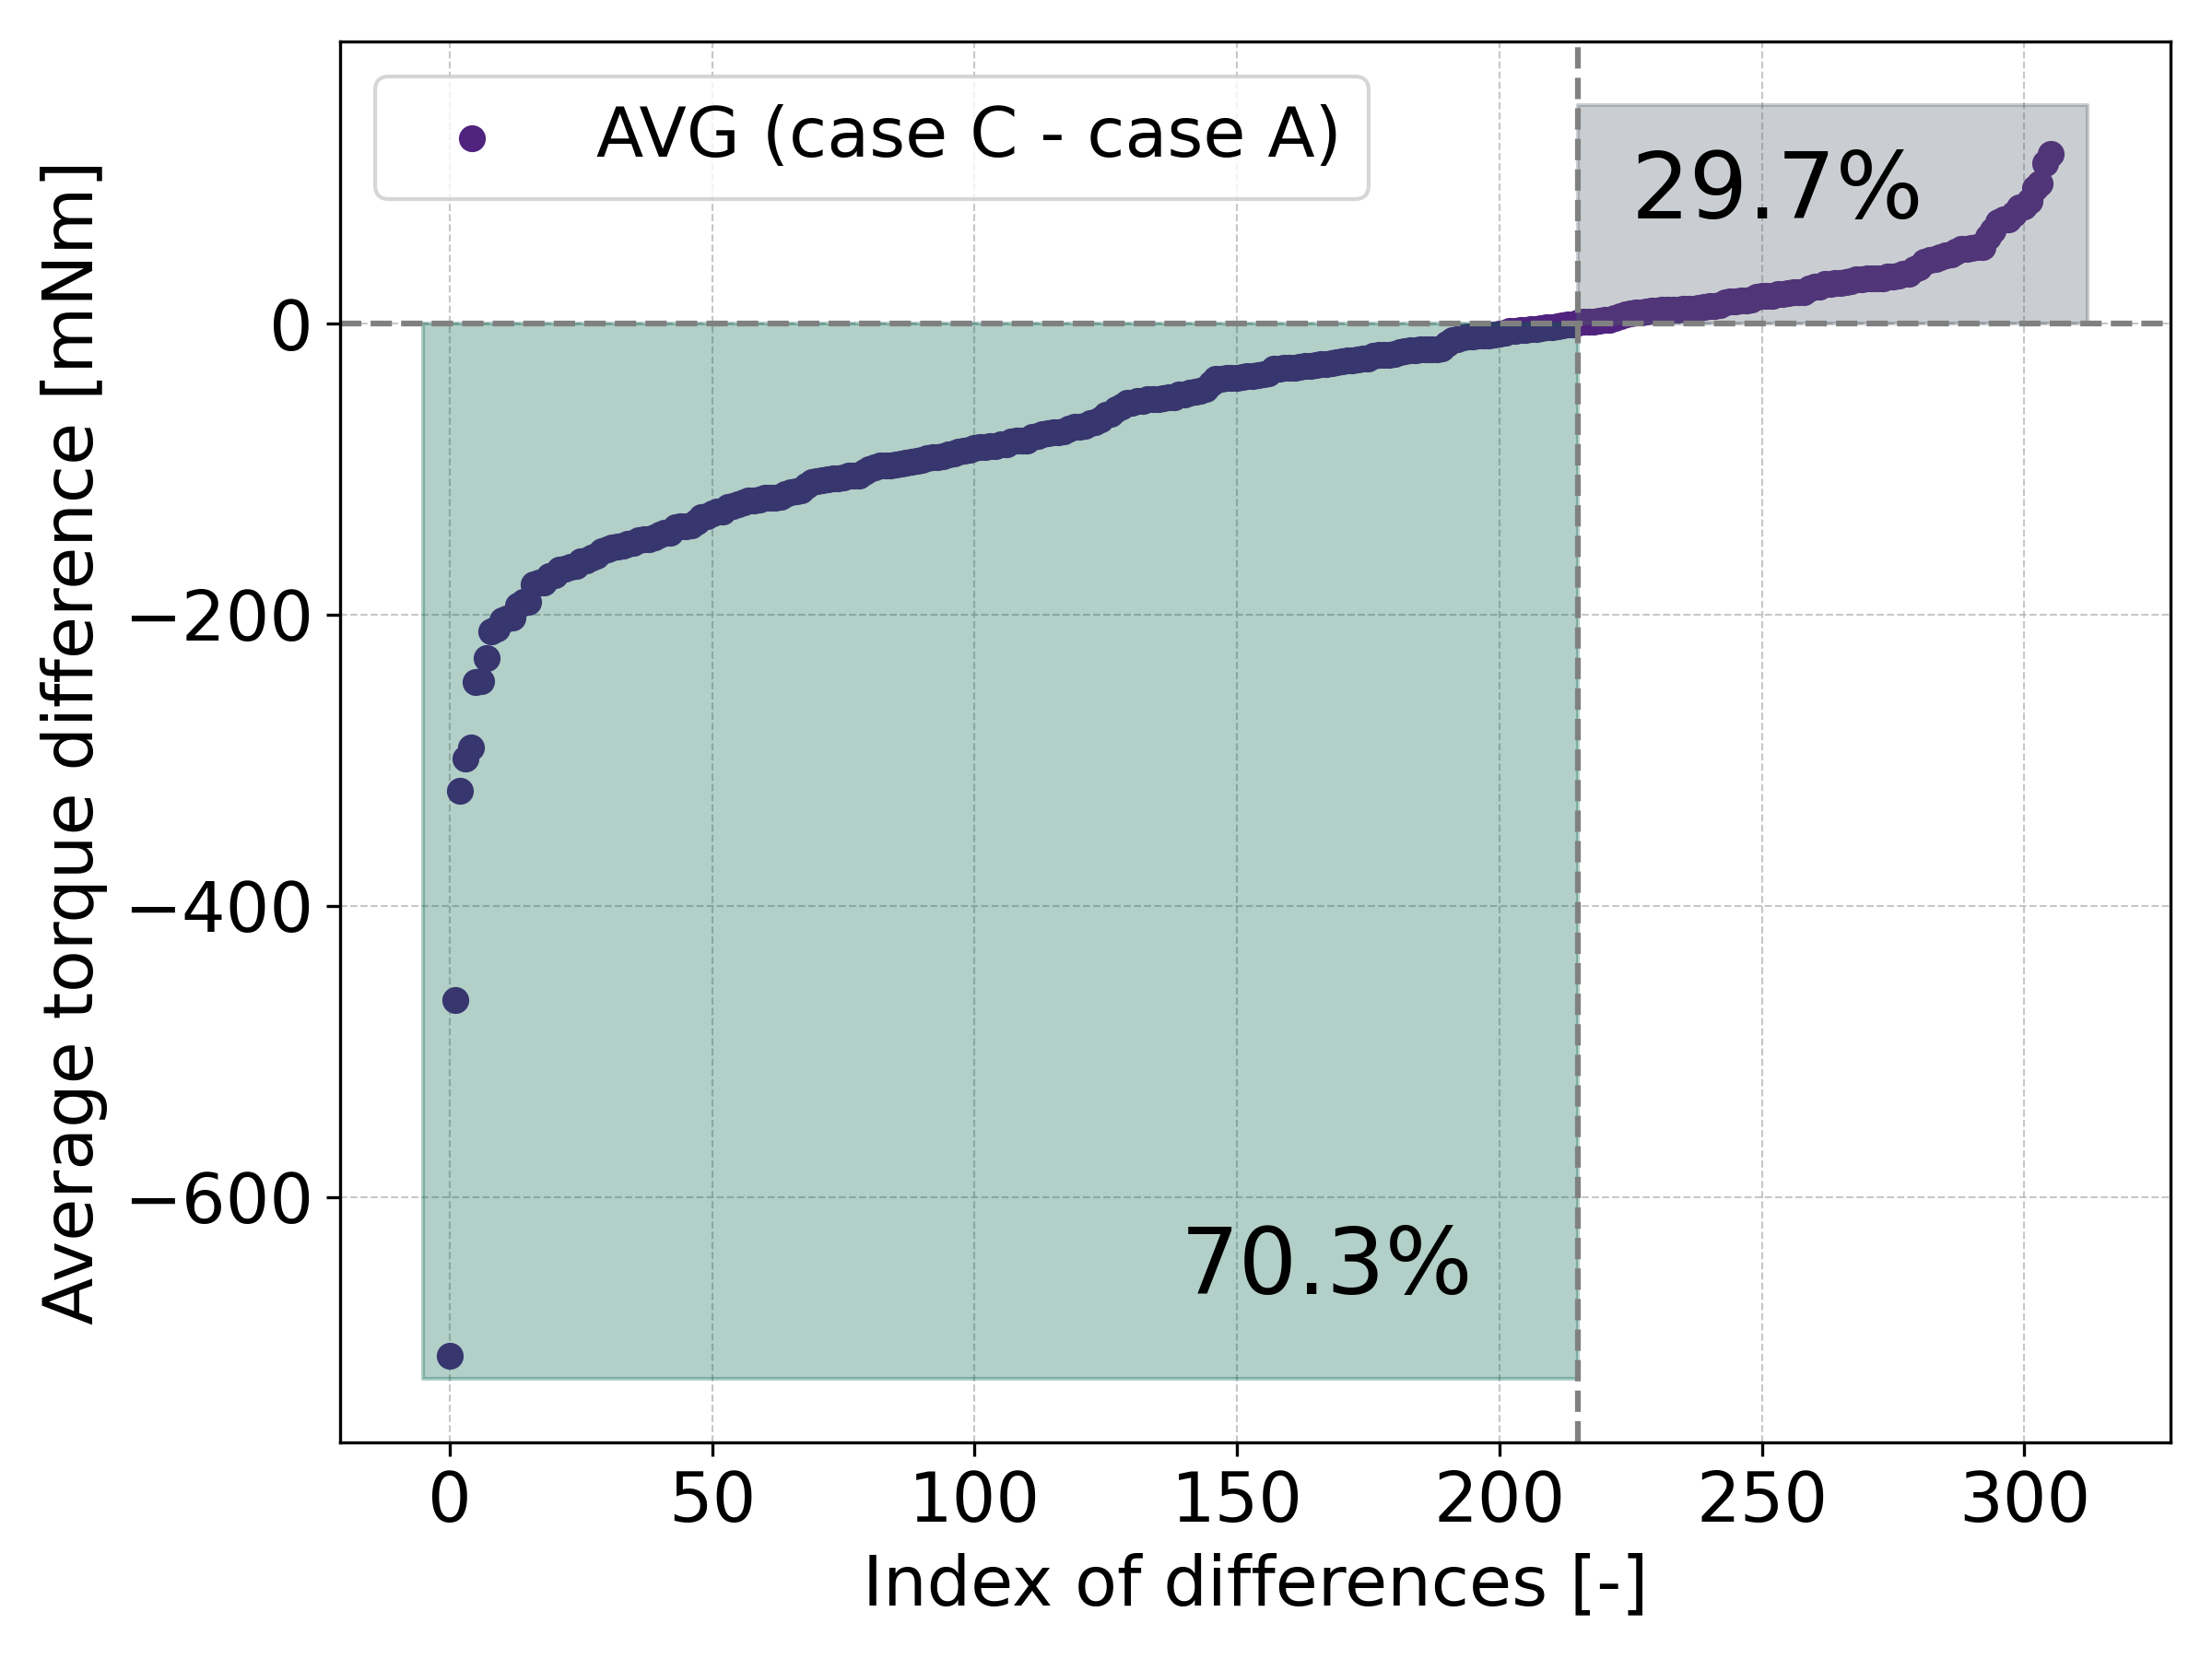 AVG (case C - case A)
29.7%
Average torque difference [mNm]
0
−200
−400
−600
70.3%
0 50 100 150 200 250 300
Index of differences [-]